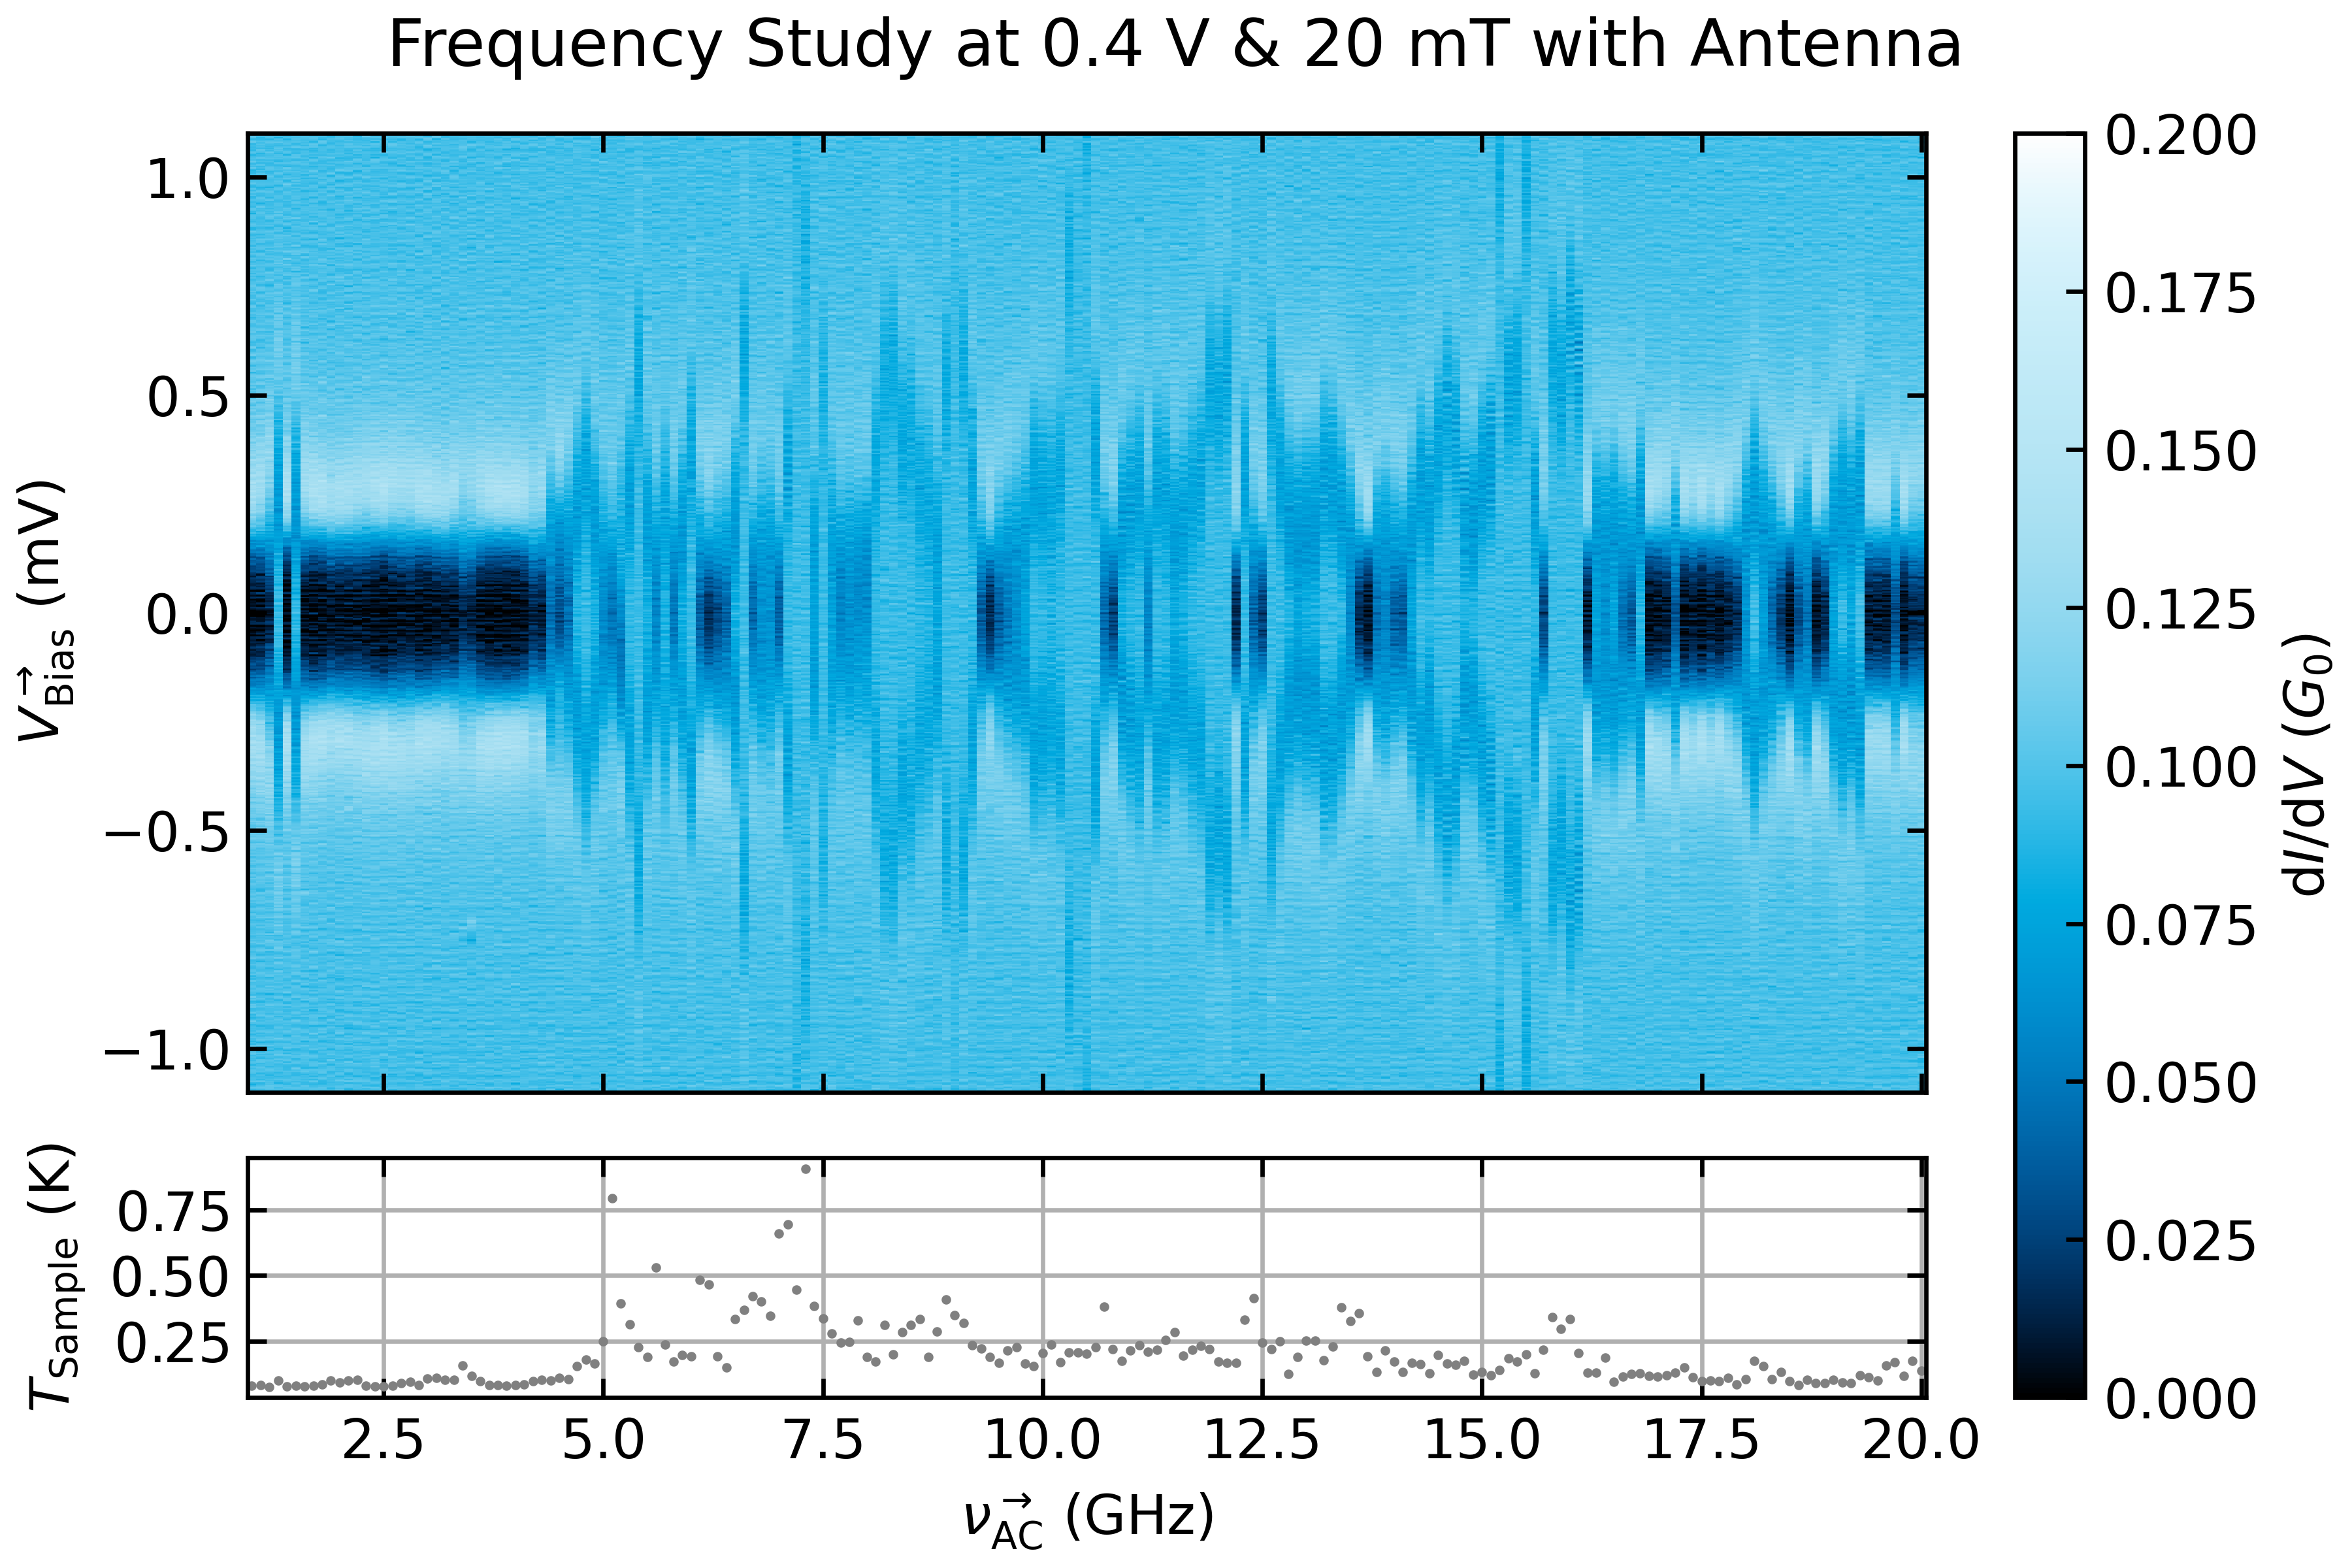 Frequency Study at 0.4 V & 20 mT with Antenna
1.0
0.5
0.0
−0.5
−1.0
V→Bias (mV)
0.200
0.175
0.150
0.125
0.100
0.075
0.050
0.025
0.000
dI/dV (G0)
0.75
0.50
0.25
TSample (K)
2.5 5.0 7.5 10.0 12.5 15.0 17.5 20.0
ν→AC (GHz)